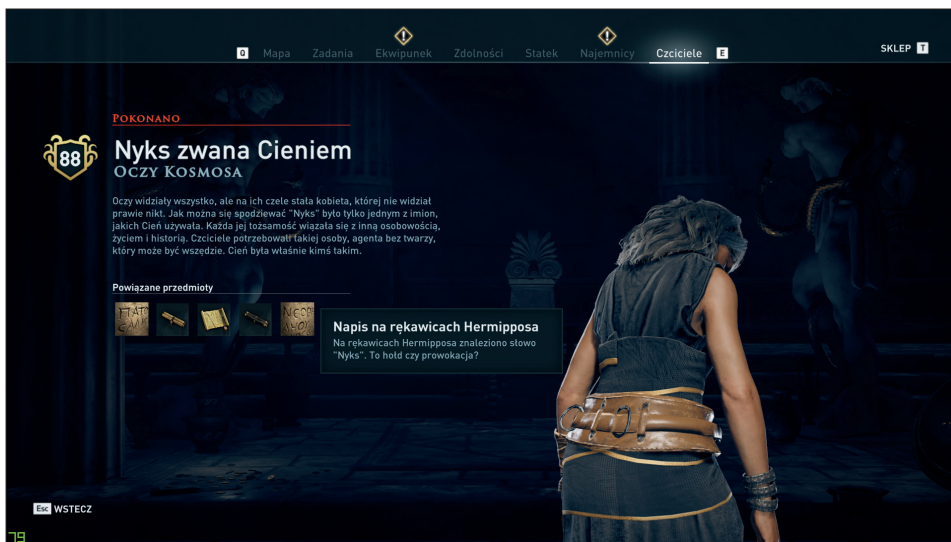 Q Mapa Zadania Ekwipunek Zdolności Statek Najemnicy Czciciele E SKLEP T
POKONANO
88 Nyks zwana Cieniem
OCZY KOSMOSA
Oczy widziały wszystko, ale na ich czele stała kobieta, której nie widział
prawie nikt. Jak można się spodziewać "Nyks" było tylko jednym z imion,
jakich Cień używała. Każda jej tożsamość wiązała się z inną osobowością,
życiem i historią. Czciciele potrzebowali takiej osoby, agenta bez twarzy,
który może być wszędzie. Cień była właśnie kimś takim.
Powiązane przedmioty
Napis na rękawicach Hermipposa
Na rękawicach Hermipposa znaleziono słowo
"Nyks". To hołd czy prowokacja?
Esc WSTECZ
79